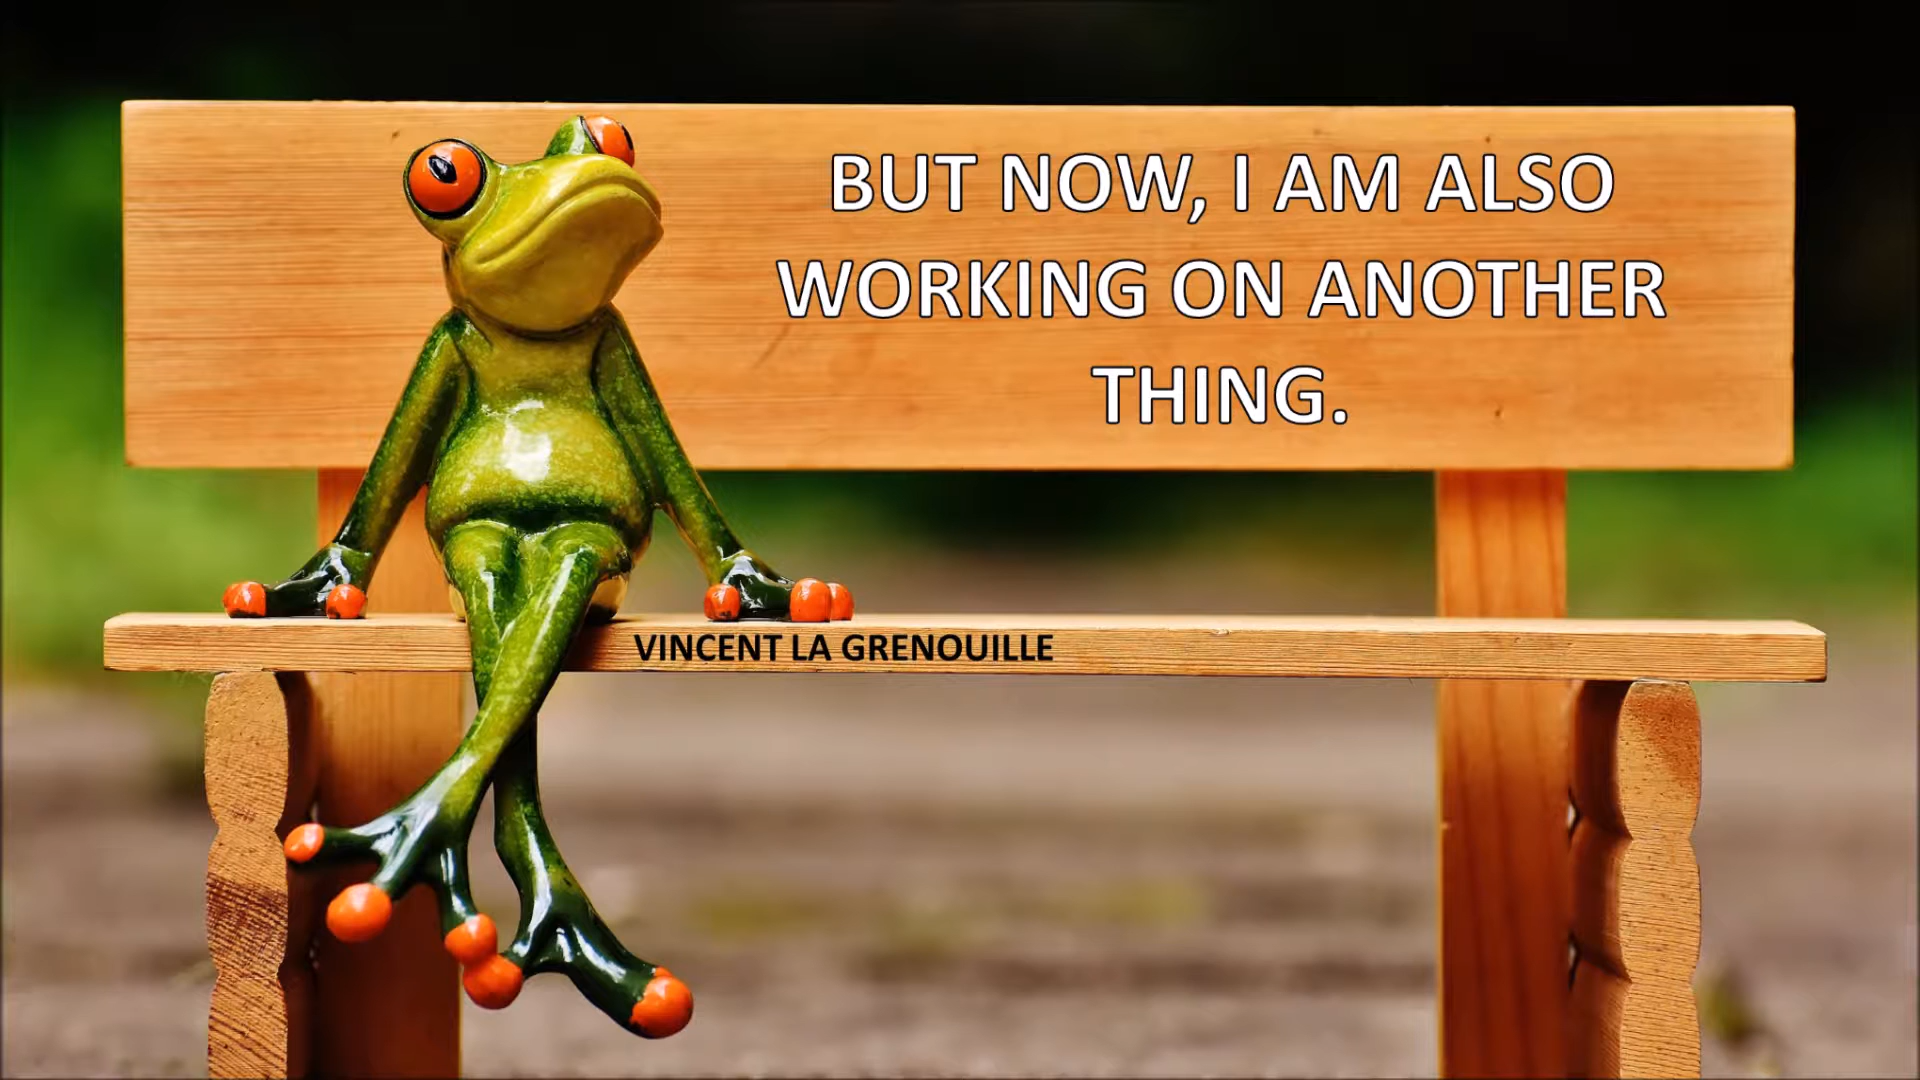 BUT NOW, I AM ALSO
WORKING ON ANOTHER
THING.
VINCENT LA GRENOUILLE